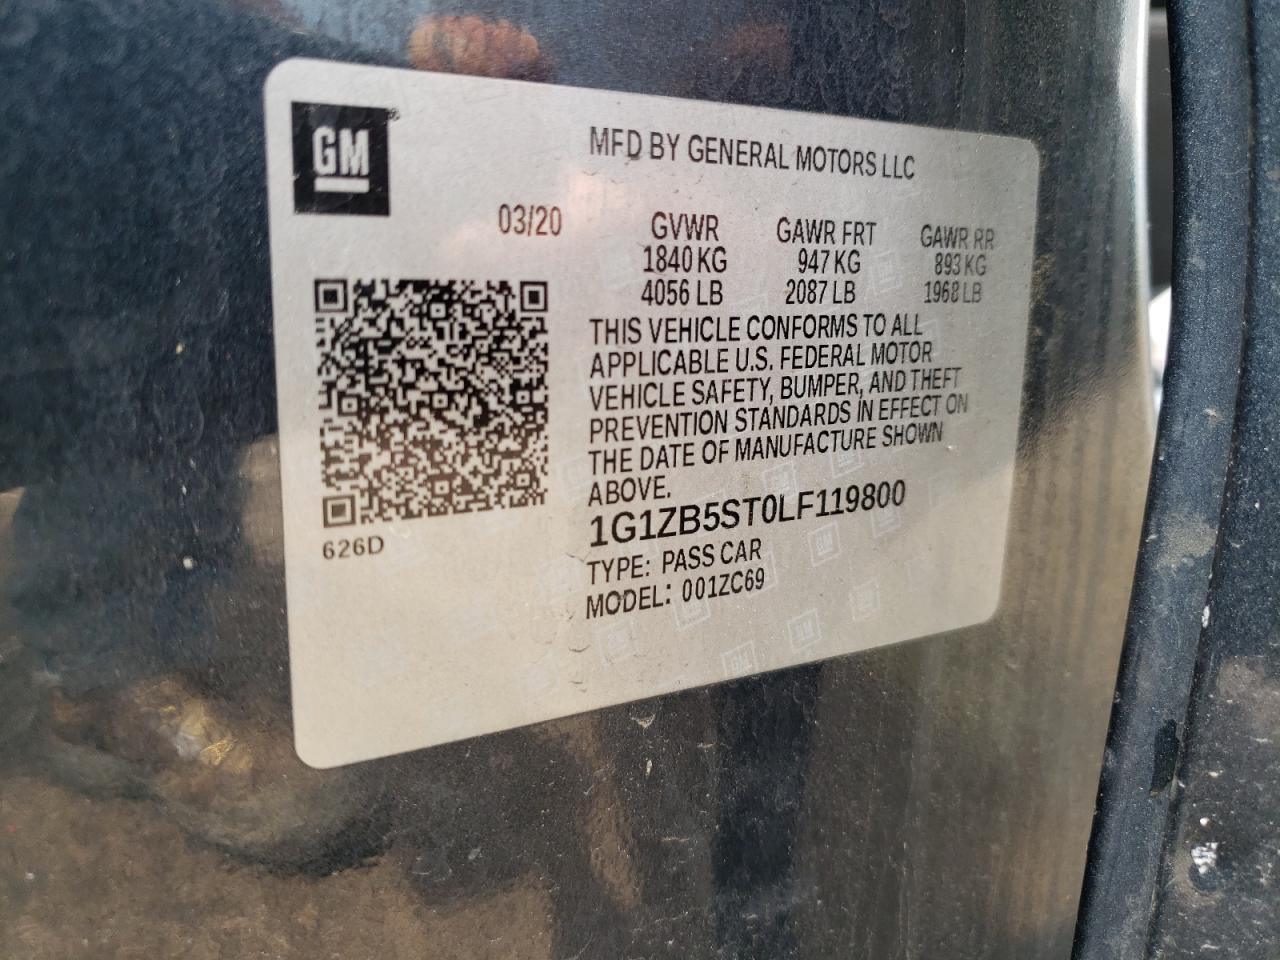 GM
MFD BY GENERAL MOTORS LLC
03/20
GVWR GAWR FRT GAWR RR
1840 KG 947 KG 893 KG
4056 LB 2087 LB 1968 LB
THIS VEHICLE CONFORMS TO ALL
APPLICABLE U.S. FEDERAL MOTOR
VEHICLE SAFETY, BUMPER, AND THEFT
PREVENTION STANDARDS IN EFFECT ON
THE DATE OF MANUFACTURE SHOWN
ABOVE.
1G1ZB5ST0LF119800
626D
TYPE: PASS CAR
MODEL: 001ZC69